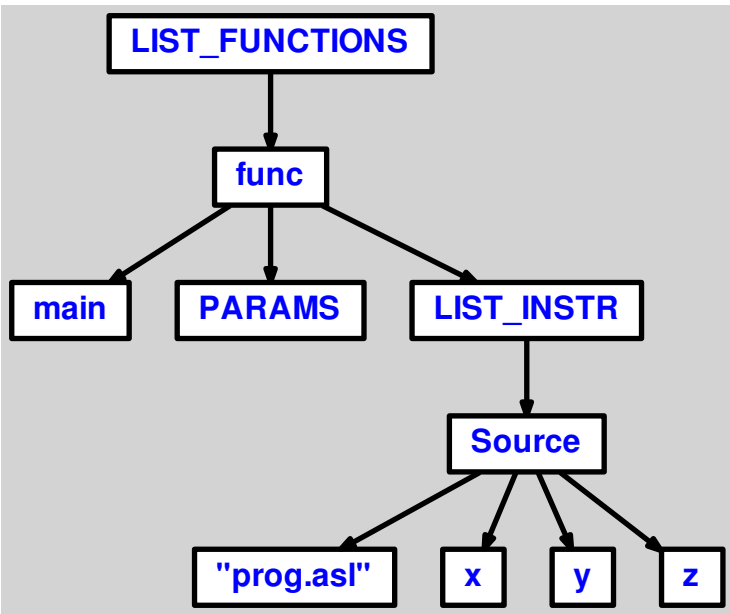 LIST_FUNCTIONS
func
main PARAMS LIST_INSTR
Source
"prog.asl" x y z